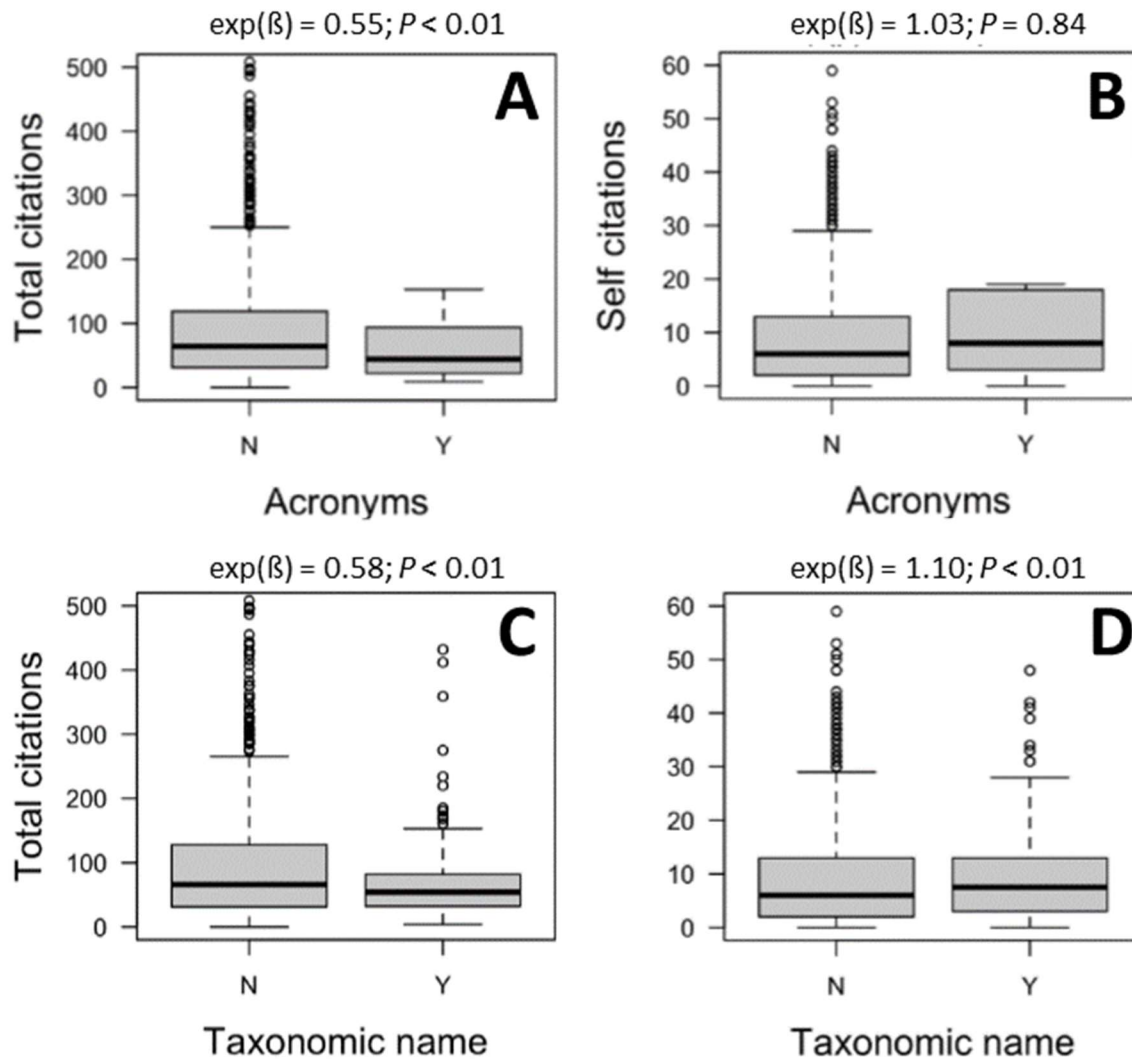 exp(ß) = 0.55; P < 0.01
A
Total citations
500
400
300
200
100
0
N Y
Acronyms
exp(ß) = 1.03; P = 0.84
B
Self citations
60
50
40
30
20
10
0
N Y
Acronyms
exp(ß) = 0.58; P < 0.01
C
Total citations
500
400
300
200
100
0
N Y
Taxonomic name
exp(ß) = 1.10; P < 0.01
D
60
50
40
30
20
10
0
N Y
Taxonomic name